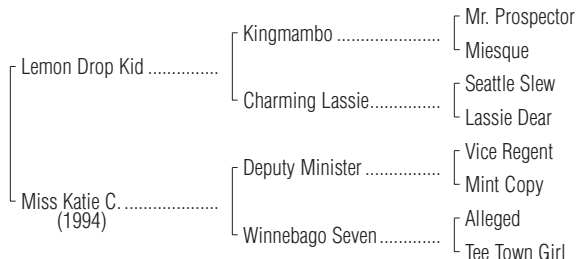 Mr. Prospector
Kingmambo ......................
Miesque
Lemon Drop Kid ...............
Seattle Slew
Charming Lassie...............
Lassie Dear
Vice Regent
Deputy Minister ................
Mint Copy
Miss Katie C. ....................
(1994)
Alleged
Winnebago Seven.............
Tee Town Girl